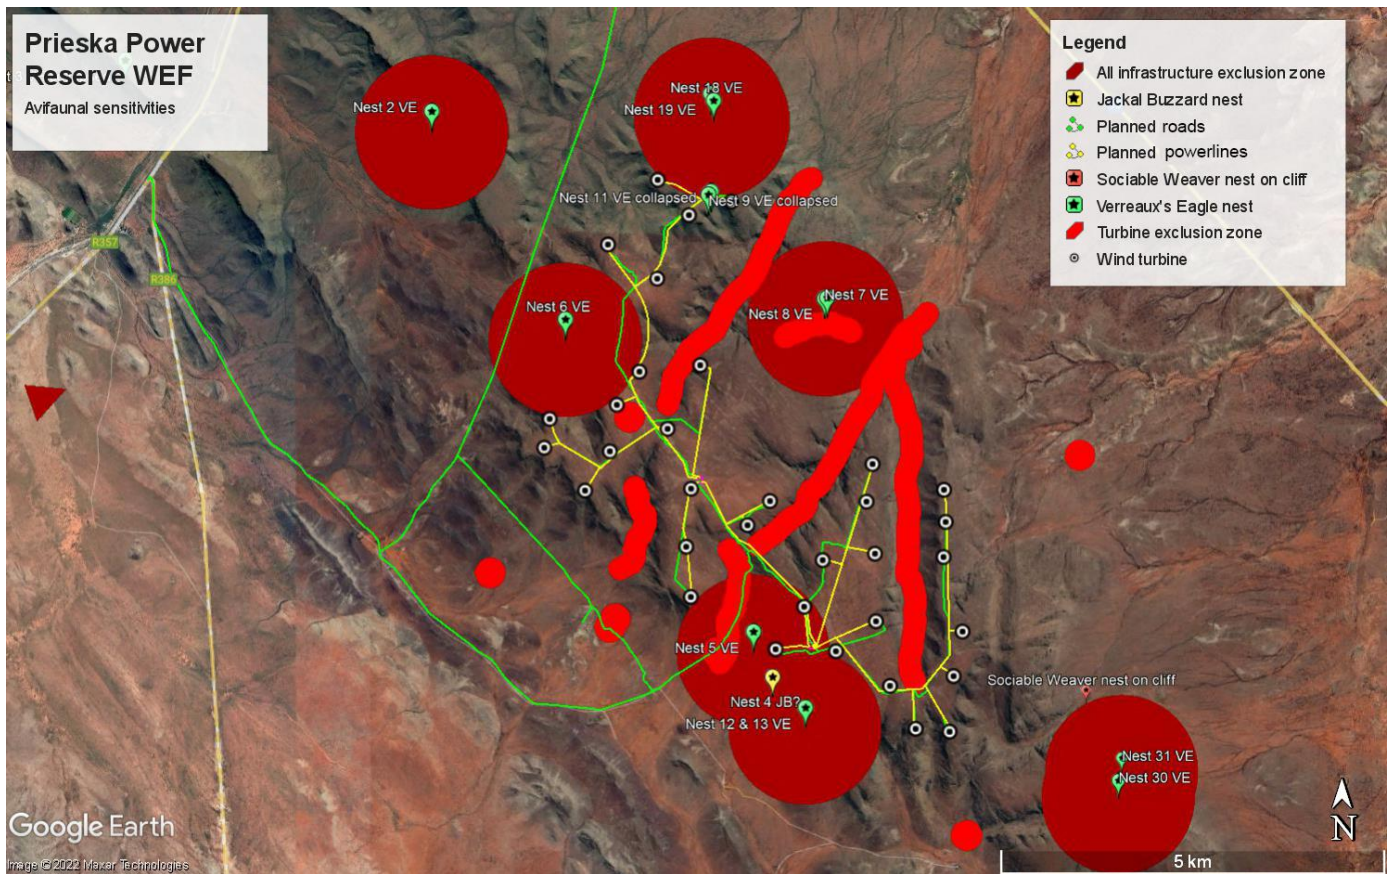 Prieska Power
Reserve WEF
Avifaunal sensitivities
Legend
All infrastructure exclusion zone
Jackal Buzzard nest
Planned roads
Planned powerlines
Sociable Weaver nest on cliff
Verreaux's Eagle nest
Turbine exclusion zone
Wind turbine
Nest 2 VE
Nest 18 VE
Nest 19 VE
Nest 11 VE collapsed
Nest 9 VE collapsed
R357
R386
Nest 6 VE
Nest 7 VE
Nest 8 VE
Nest 5 VE
Nest 4 JB?
Nest 12 & 13 VE
Sociable Weaver nest on cliff
Nest 31 VE
Nest 30 VE
N
Google Earth
Image © 2022 Maxar Technologies
5 km